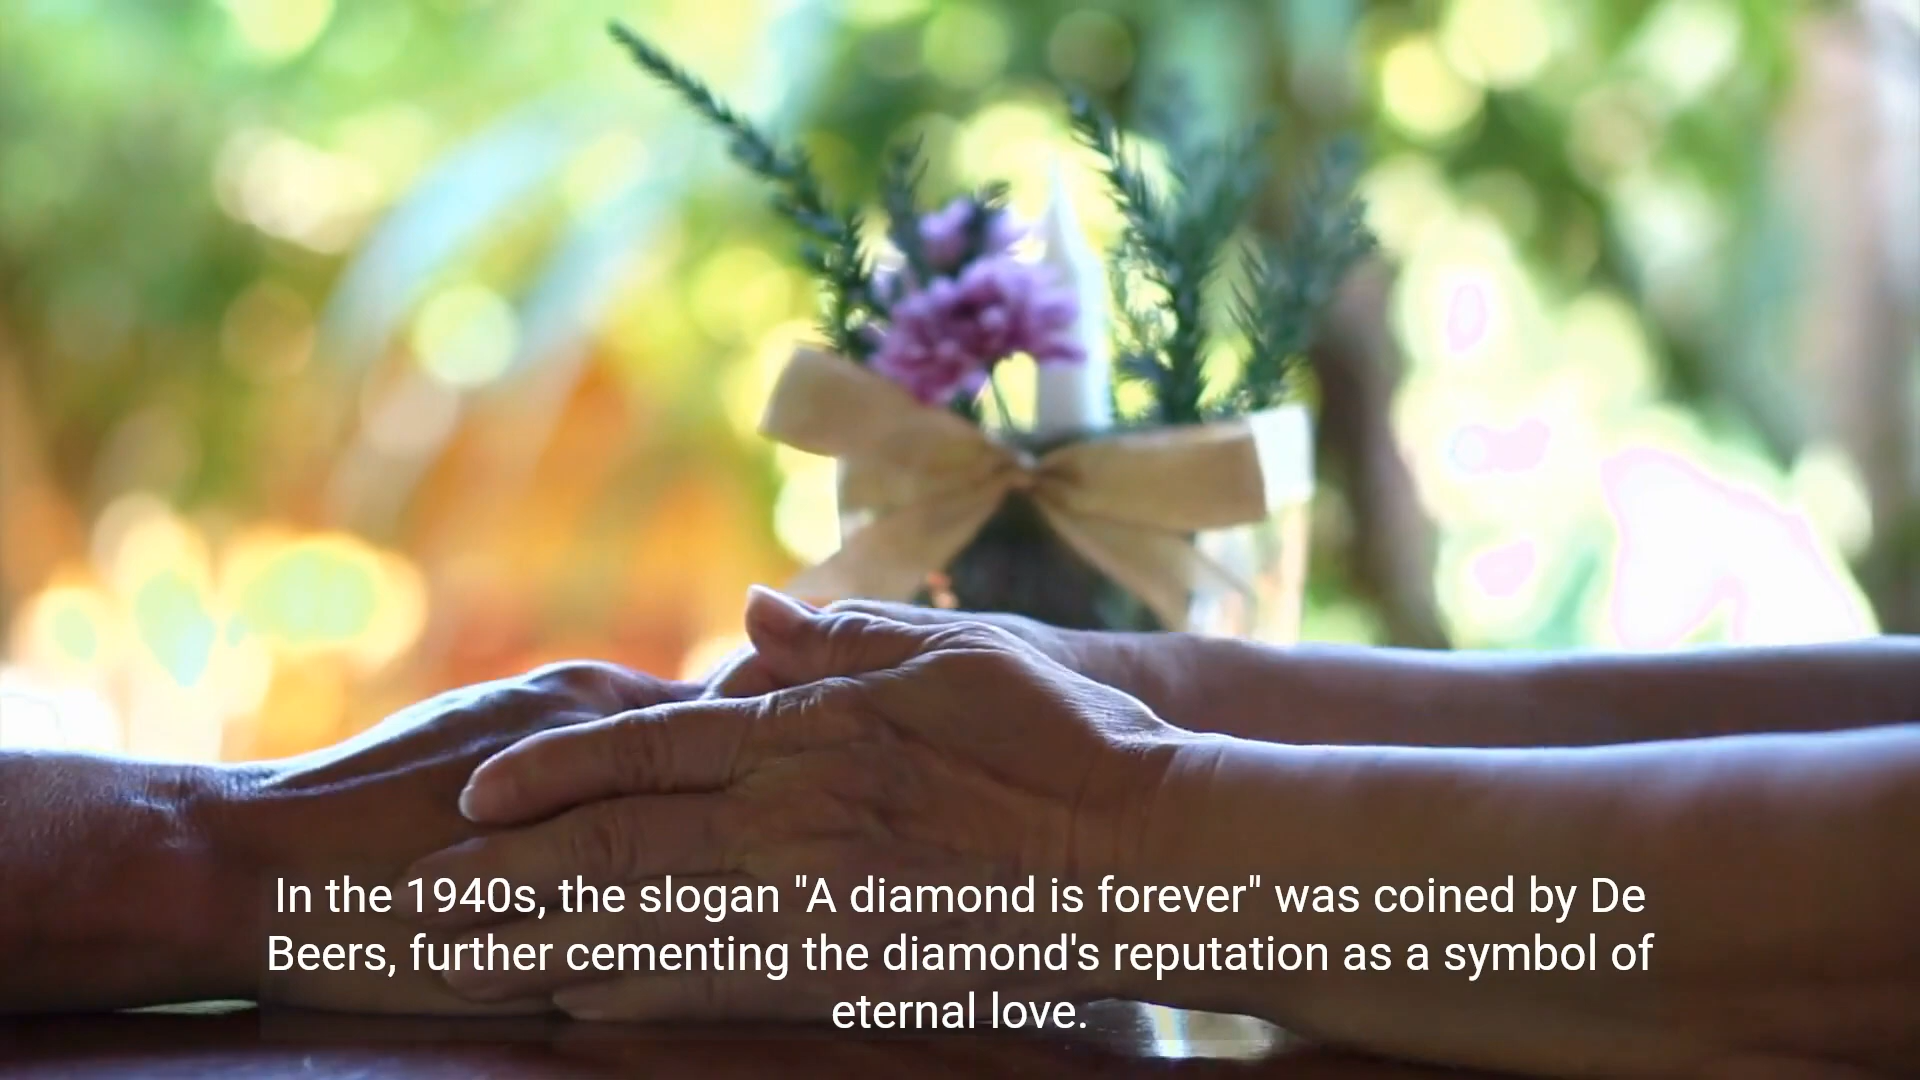 In the 1940s, the slogan "A diamond is forever" was coined by De
Beers, further cementing the diamond's reputation as a symbol of
eternal love.